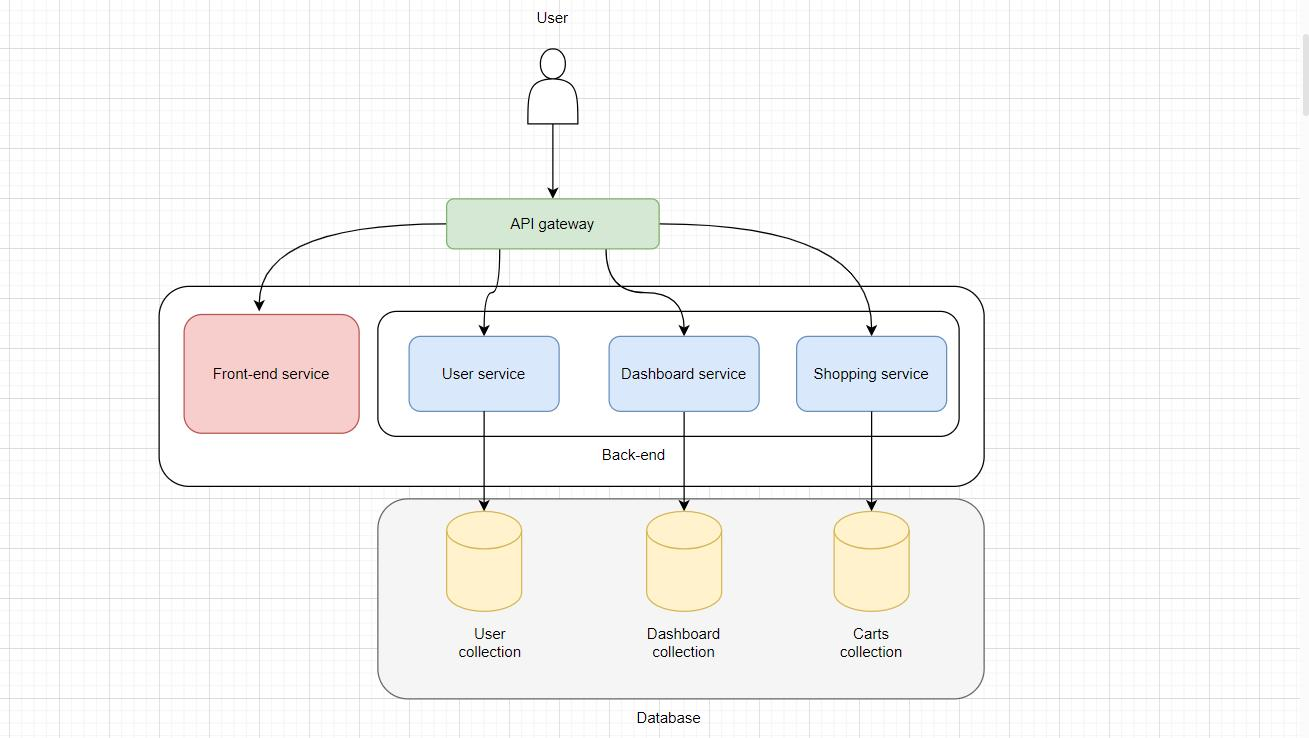 User
API gateway
Front-end service
User service
Dashboard service
Shopping service
Back-end
User
collection
Dashboard
collection
Carts
collection
Database